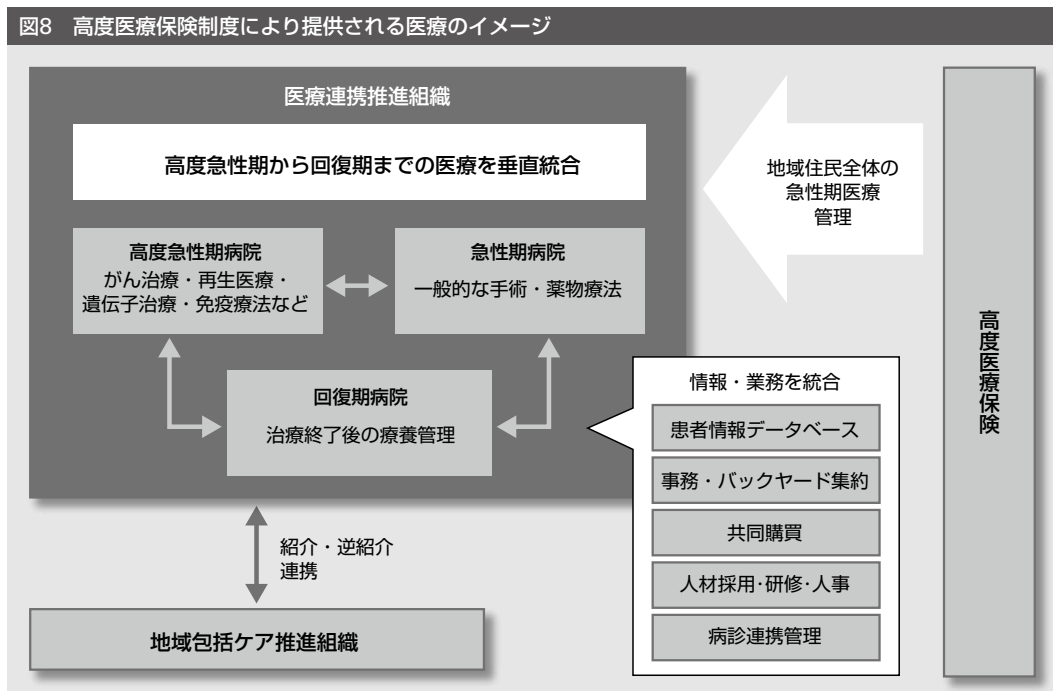 図8　高度医療保険制度により提供される医療のイメージ
医療連携推進組織
高度急性期から回復期までの医療を垂直統合
高度急性期病院
がん治療・再生医療・
遺伝子治療・免疫療法など
急性期病院
一般的な手術・薬物療法
回復期病院
治療終了後の療養管理
地域住民全体の
急性期医療
管理
高度医療保険
情報・業務を統合
患者情報データベース
事務・バックヤード集約
共同購買
人材採用・研修・人事
病診連携管理
紹介・逆紹介
連携
地域包括ケア推進組織